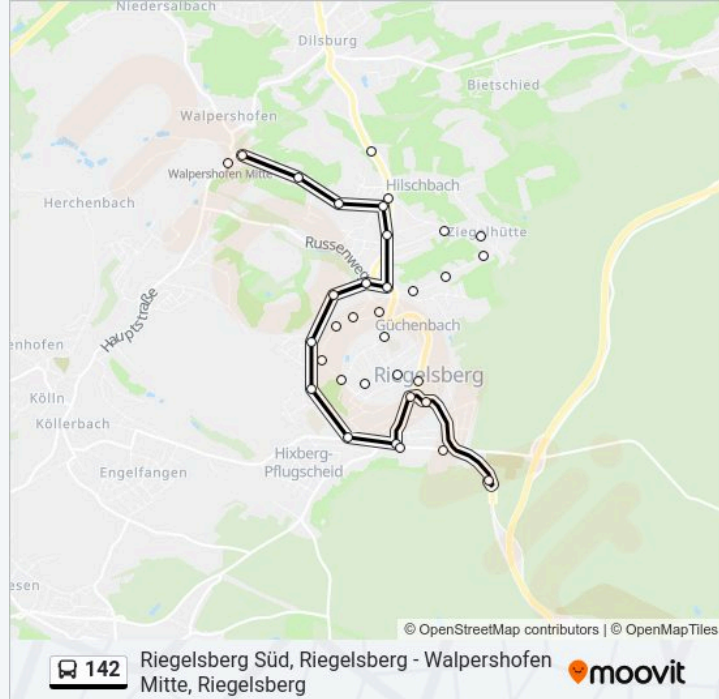 Niedersalbach
Dilsburg
Bietschied
Walpershofen
Walpershofen Mitte
Hilschbach
Herchenbach
Ziegelhütte
Russenweg
Hauptstraße
Güchenbach
enhofen
Riegelsberg
Kölln
Köllerbach
Hixberg-
Pflugscheid
Engelfangen
esen
© OpenStreetMap contributors | © OpenMapTiles
142
Riegelsberg Süd, Riegelsberg - Walpershofen
Mitte, Riegelsberg
moovit